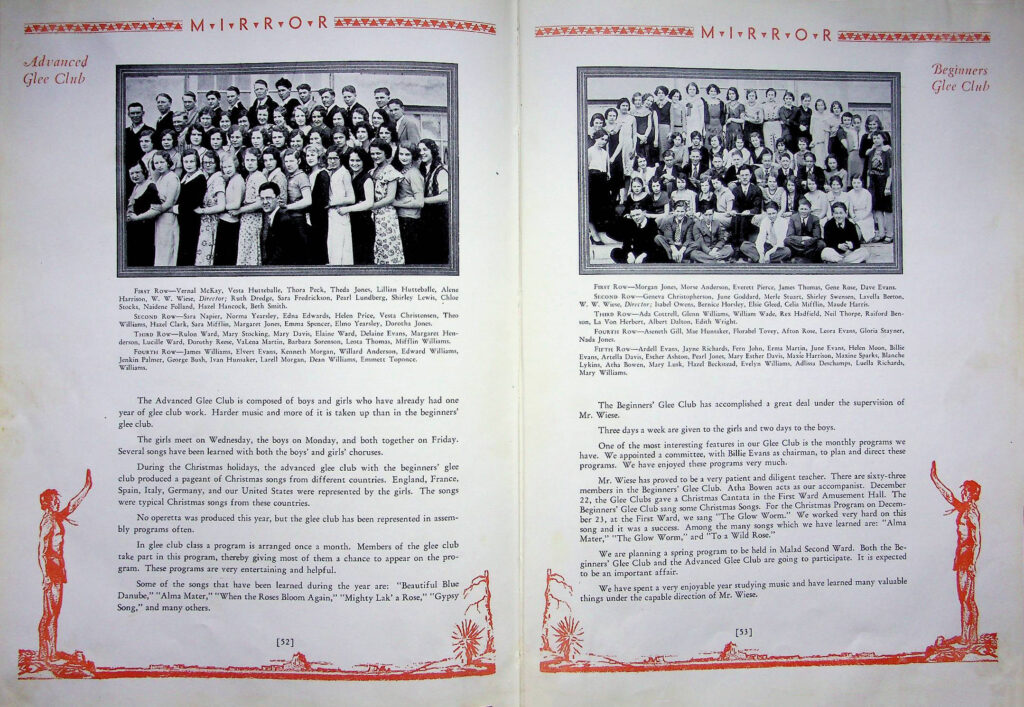 MIRROR
Advanced
Glee Club
First Row—Vernal McKay, Vesta Hutteballe, Thora Peck, Theda Jones, Lillian Hutteballe, Alene
Harrison, W. W. Wiese, Director; Ruth Dredge, Sara Fredrickson, Pearl Lundberg, Shirley Lewis, Chloe
Stocks, Naidene Folland, Hazel Hancock, Beth Smith.
Second Row—Sara Napier, Norma Yearsley, Edna Edwards, Helen Price, Vesta Christensen, Theo
Williams, Hazel Clark, Sara Mifflin, Margaret Jones, Emma Spencer, Elmo Yearsley, Dorotha Jones.
Third Row—Rulon Ward, Mary Stocking, Mary Davis, Elaine Ward, Delaine Evans, Margaret Hen-
derson, Lucille Ward, Dorothy Reese, VaLena Martin, Barbara Sorenson, Leota Thomas, Mifflin Williams.
Fourth Row—James Williams, Elvert Evans, Kenneth Morgan, Willard Anderson, Edward Williams,
Jenkin Palmer, George Bush, Ivan Hunsaker, Larell Morgan, Dean Williams, Emmett Toponce.
Williams.
The Advanced Glee Club is composed of boys and girls who have already had one
year of glee club work. Harder music and more of it is taken up than in the beginners'
glee club.
The girls meet on Wednesday, the boys on Monday, and both together on Friday.
Several songs have been learned with both the boys' and girls' choruses.
During the Christmas holidays, the advanced glee club with the beginners' glee
club produced a pageant of Christmas songs from different countries. England, France,
Spain, Italy, Germany, and our United States were represented by the girls. The songs
were typical Christmas songs from these countries.
No operetta was produced this year, but the glee club has been represented in assem-
bly programs often.
In glee club class a program is arranged once a month. Members of the glee club
take part in this program, thereby giving most of them a chance to appear on the pro-
gram. These programs are very entertaining and helpful.
Some of the songs that have been learned during the year are: "Beautiful Blue
Danube," "Alma Mater," "When the Roses Bloom Again," "Mighty Lak' a Rose," "Gypsy
Song," and many others.
[52]
MIRROR
Beginners
Glee Club
First Row—Morgan Jones, Morse Anderson, Everett Pierce, James Thomas, Gene Rose, Dave Evans.
Second Row—Geneva Christopherson, June Goddard, Merle Stuart, Shirley Swensen, Lavella Beeton,
W. W. Wiese, Director; Isabel Owens, Bernice Horsley, Elsie Gleed, Celia Mifflin, Maude Harris.
Third Row—Ada Cottrell, Glenn Williams, William Wade, Rex Hadfield, Neil Thorpe, Raiford Ben-
son, La Von Herbert, Albert Dalton, Edith Wright.
Fourth Row—Aseneth Gill, Mae Hunsaker, Florabel Tovey, Afton Rose, Leora Evans, Gloria Stayner,
Nada Jones.
Fifth Row—Ardell Evans, Jayne Richards, Fern John, Erma Martin, June Evans, Helen Moon, Billie
Evans, Artella Davis, Esther Ashton, Pearl Jones, Mary Esther Davis, Maxie Harrison, Maxine Sparks, Blanche
Lykins, Atha Bowen, Mary Lusk, Hazel Beckstead, Evelyn Williams, Adlissa Deschamps, Luella Richards,
Mary Williams.
The Beginners' Glee Club has accomplished a great deal under the supervision of
Mr. Wiese.
Three days a week are given to the girls and two days to the boys.
One of the most interesting features in our Glee Club is the monthly programs we
have. We appointed a committee, with Billie Evans as chairman, to plan and direct these
programs. We have enjoyed these programs very much.
Mr. Wiese has proved to be a very patient and diligent teacher. There are sixty-three
members in the Beginners' Glee Club. Atha Bowen acts as our accompanist. December
22, the Glee Clubs gave a Christmas Cantata in the First Ward Amusement Hall. The
Beginners' Glee Club sang some Christmas Songs. For the Christmas Program on Decem-
ber 23, at the First Ward, we sang "The Glow Worm." We worked very hard on this
song and it was a success. Among the many songs which we have learned are: "Alma
Mater," "The Glow Worm," and "To a Wild Rose."
We are planning a spring program to be held in Malad Second Ward. Both the Be-
ginners' Glee Club and the Advanced Glee Club are going to participate. It is expected
to be an important affair.
We have spent a very enjoyable year studying music and have learned many valuable
things under the capable direction of Mr. Wiese.
[53]